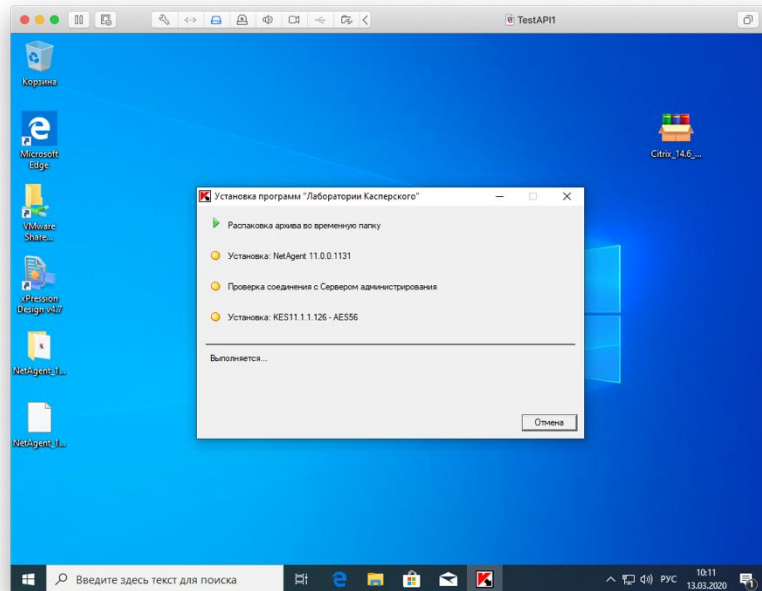 TestAPI1
Корзина
Microsoft
Edge
VMware
Share...
xPression
Design v4.7
NetAgent_1...
NetAgent_1...
Citrix_14.6_...
Установка программ "Лаборатории Касперского"
Распаковка архива во временную папку
Установка: NetAgent 11.0.0.1131
Проверка соединения с Сервером администрирования
Установка: KES11.1.1.126 - AES56
Выполняется...
Отмена
Введите здесь текст для поиска
РУС
10:11
13.03.2020
1